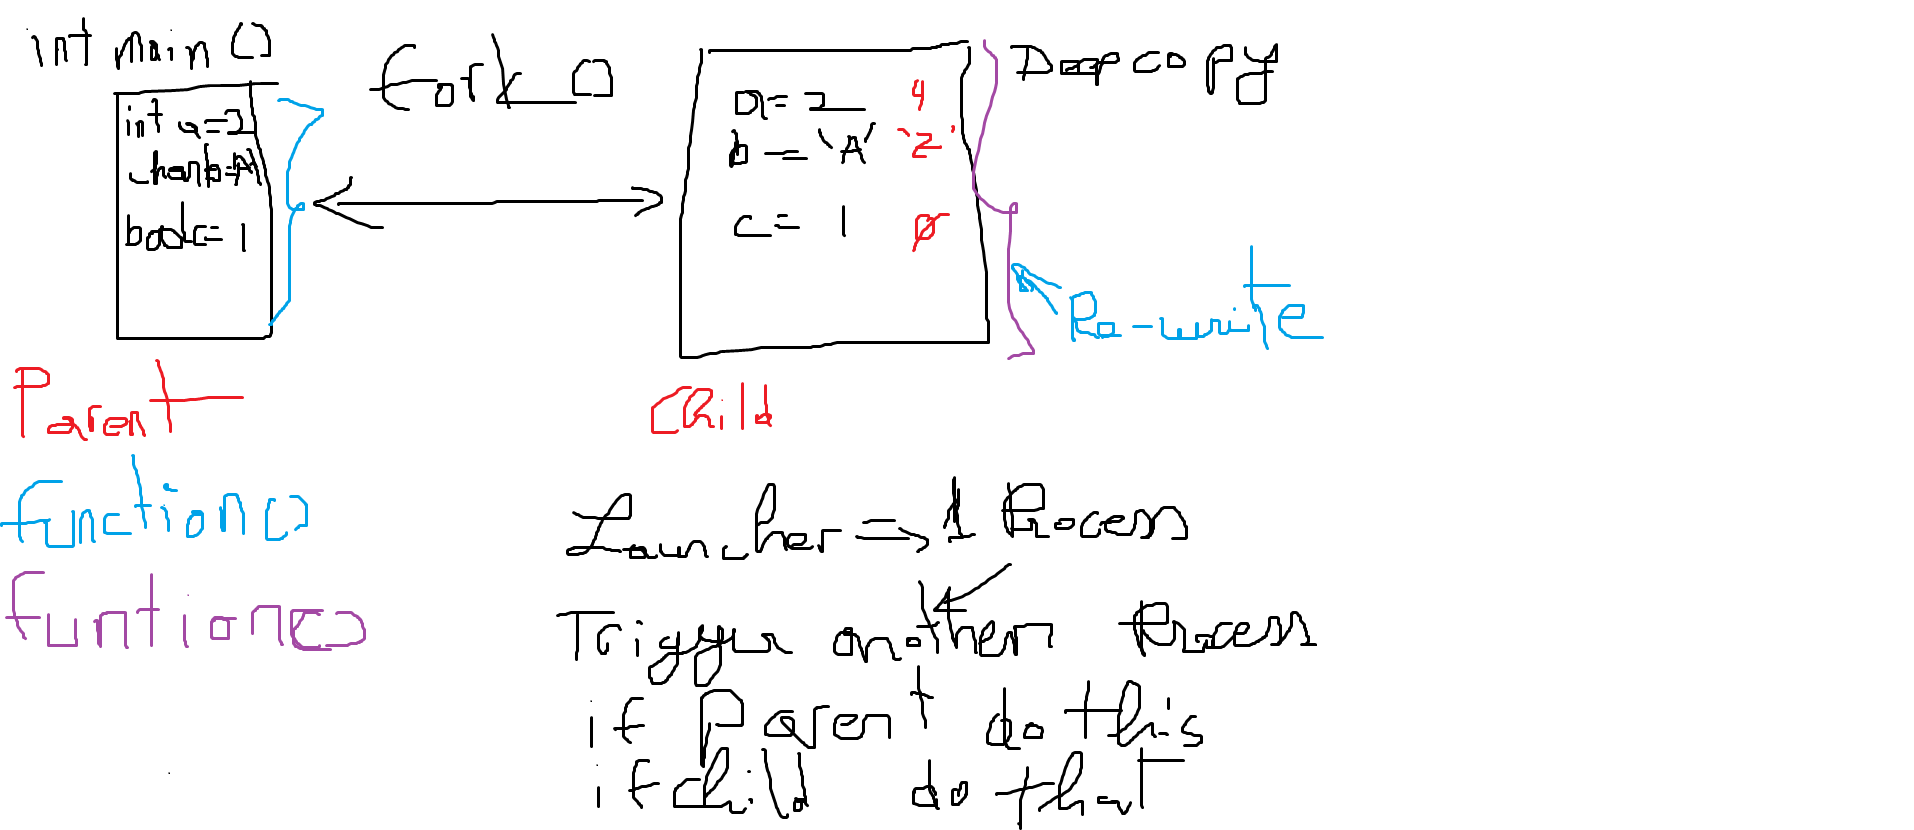 int main ()
fork ()
Deep copy
int a=2
char b=A
bool c=1
a= 2 4
b = 'A' 'Z'
c= 1 0
Re-write
Parent
Child
function()
funtion()
Launcher => 1 Process
Trigger another Process
if Parent do this
if child do that